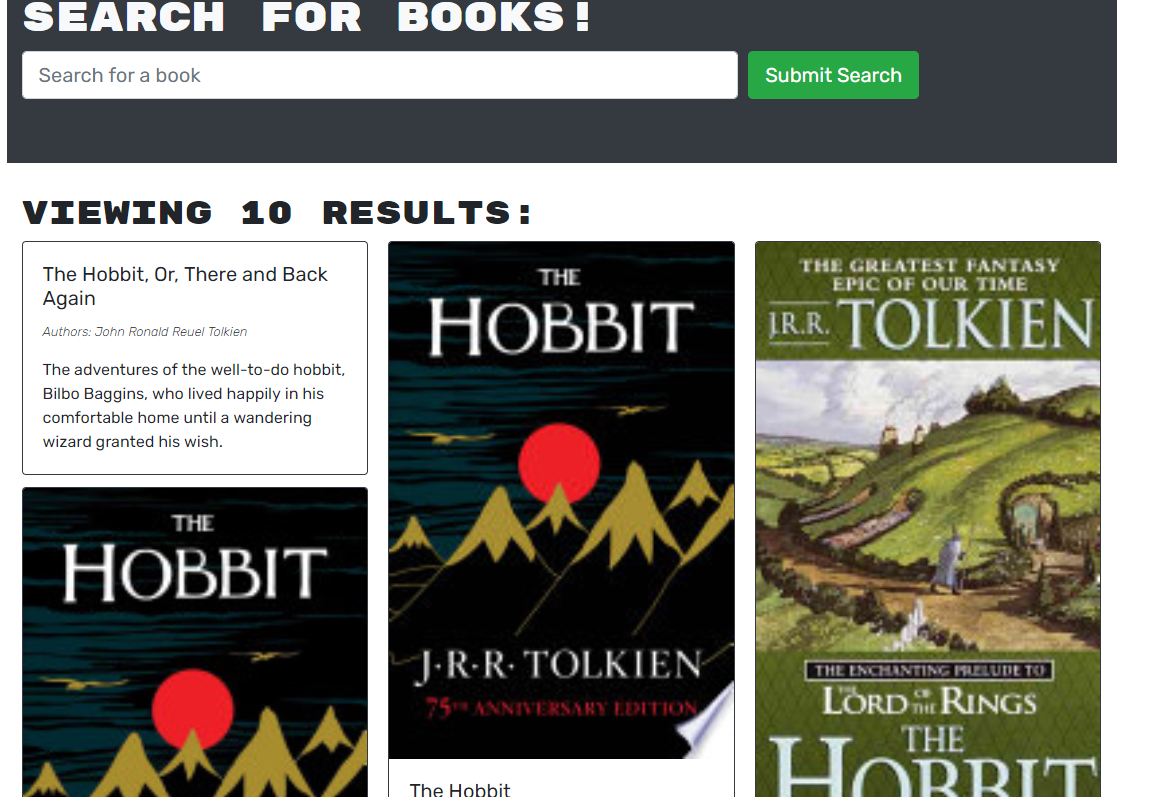 SEARCH FOR BOOKS!
Search for a book
Submit Search
VIEWING 10 RESULTS:
The Hobbit, Or, There and Back
Again
Authors: John Ronald Reuel Tolkien
The adventures of the well-to-do hobbit,
Bilbo Baggins, who lived happily in his
comfortable home until a wandering
wizard granted his wish.
THE
HOBBIT
THE
HOBBIT
J·R·R· TOLKIEN
75TH ANNIVERSARY EDITION
The Hobbit
THE GREATEST FANTASY
EPIC OF OUR TIME
J.R.R. TOLKIEN
THE ENCHANTING PRELUDE TO
THE LORD OF THE RINGS
THE
HOBBIT